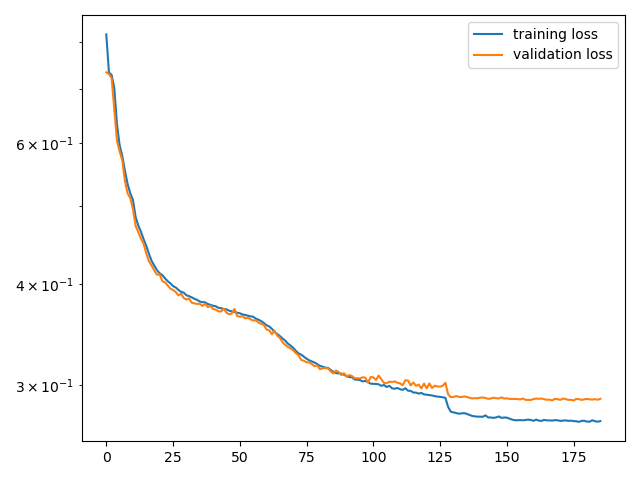 training loss
validation loss
6 × 10⁻¹
4 × 10⁻¹
3 × 10⁻¹
0 25 50 75 100 125 150 175